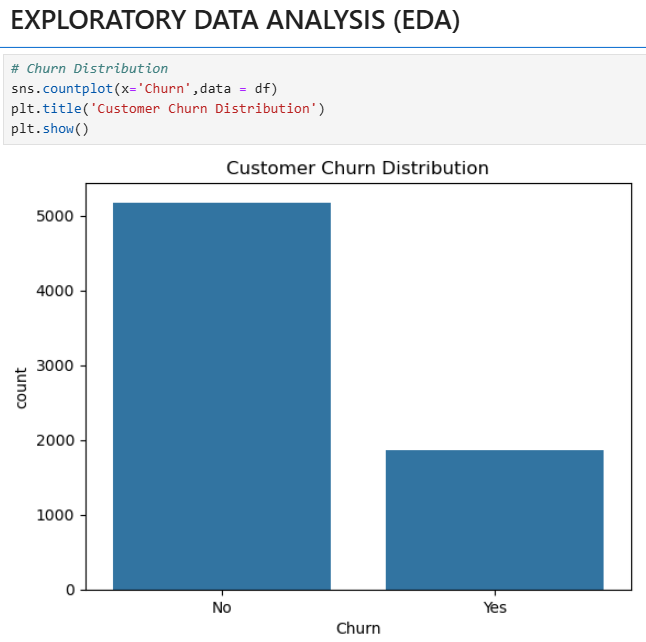 EXPLORATORY DATA ANALYSIS (EDA)
# Churn Distribution
sns.countplot(x='Churn',data = df)
plt.title('Customer Churn Distribution')
plt.show()
Customer Churn Distribution
5000
4000
3000
2000
1000
0
count
No Yes
Churn